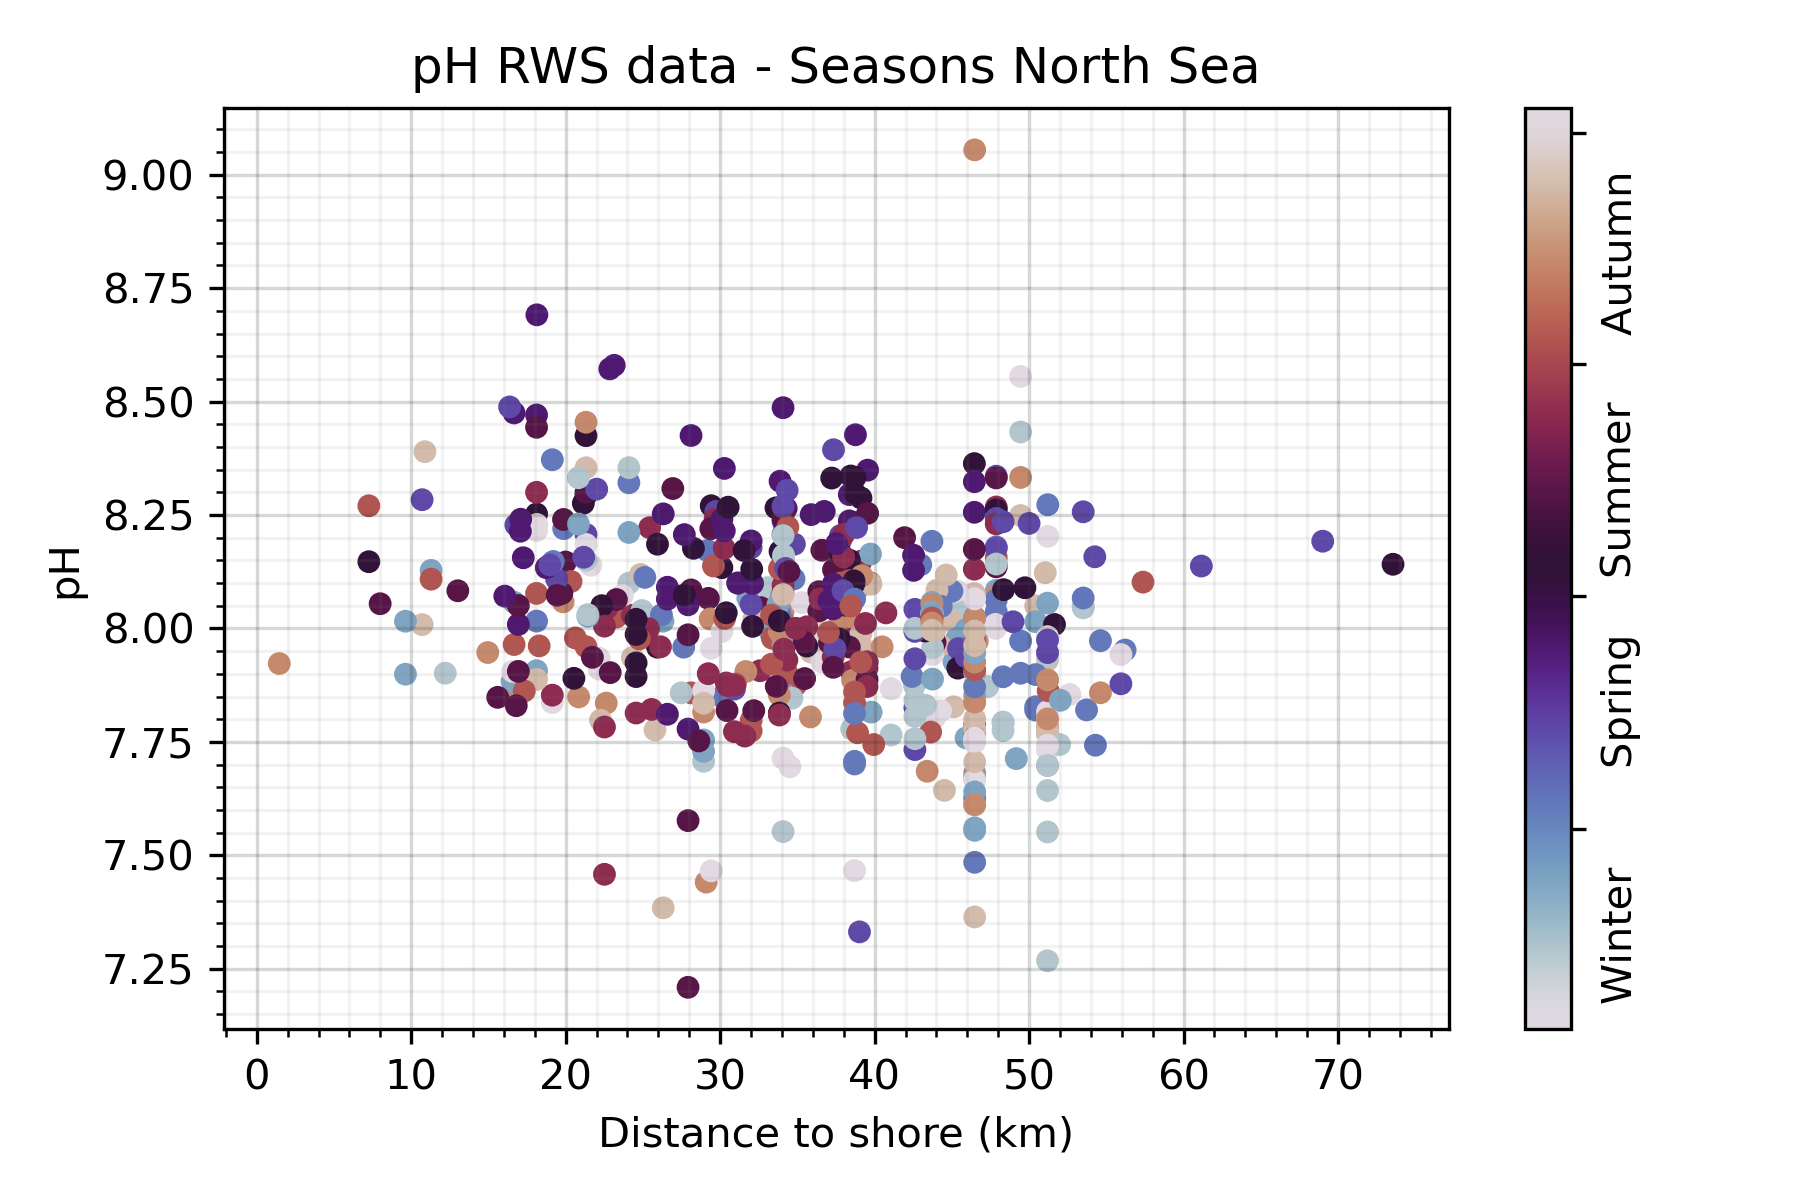 pH RWS data - Seasons North Sea
9.00
8.75
8.50
8.25
8.00
7.75
7.50
7.25
pH
0 10 20 30 40 50 60 70
Distance to shore (km)
Autumn
Summer
Spring
Winter